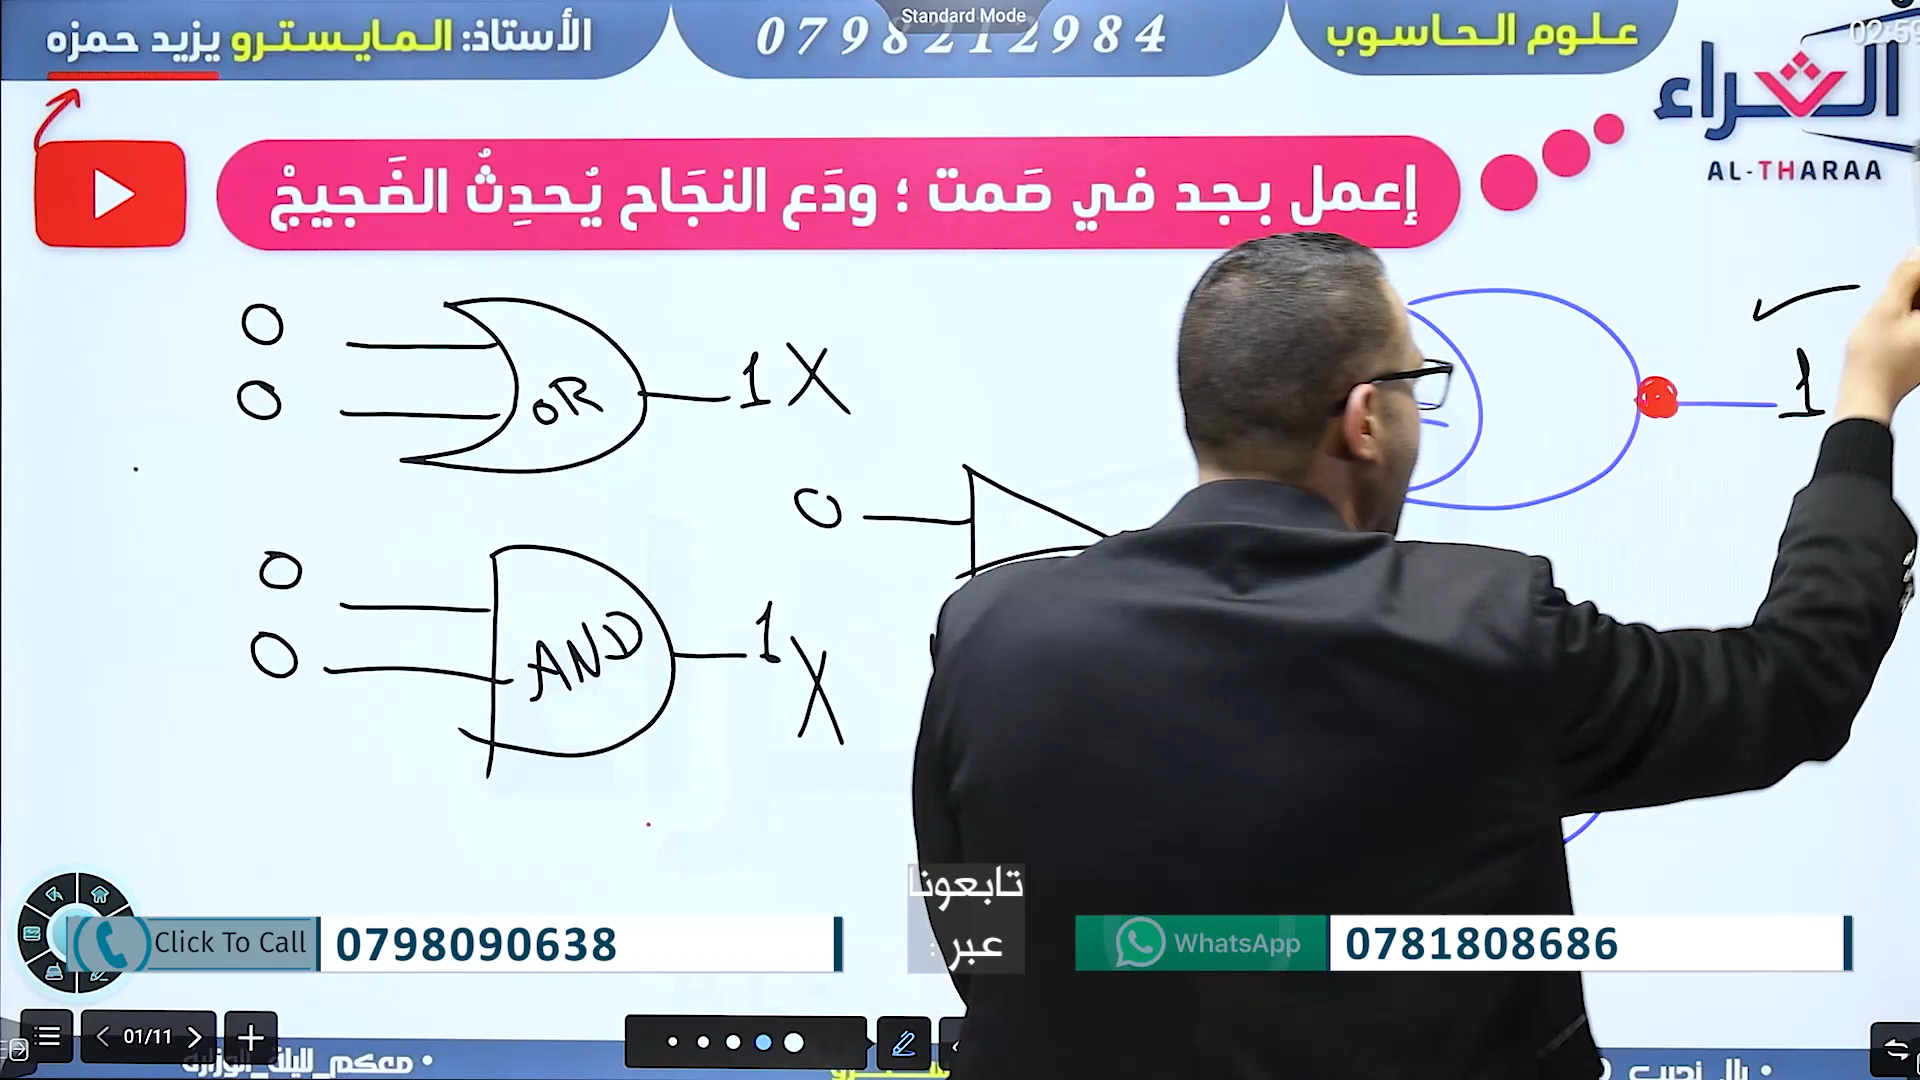 الأستاذ: المايسترو يزيد حمزه
0798212984
علوم الحاسوب
Standard Mode
الثراء
AL-THARAA
إعمل بجد في صَمت ؛ ودَع النجَاح يُحدِثُ الضَجيجْ
0
0
OR
1 X
1
0
0
0
AND
1 X
تابعونا
عبر :
Click To Call 0798090638
WhatsApp 0781808686
01/11